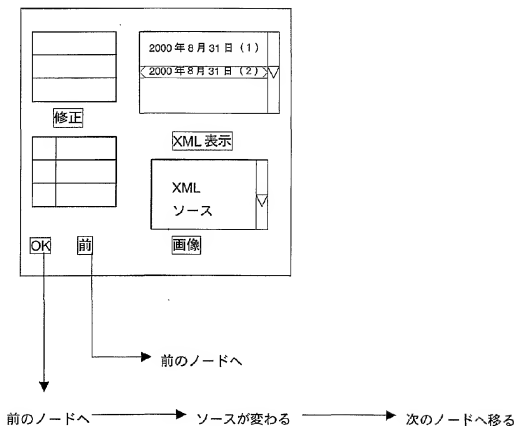 2000年8月31日（1）
2000年8月31日（2）
修正
XML表示
XML
ソース
OK
前
画像
前のノードへ
前のノードへ
ソースが変わる
次のノードへ移る